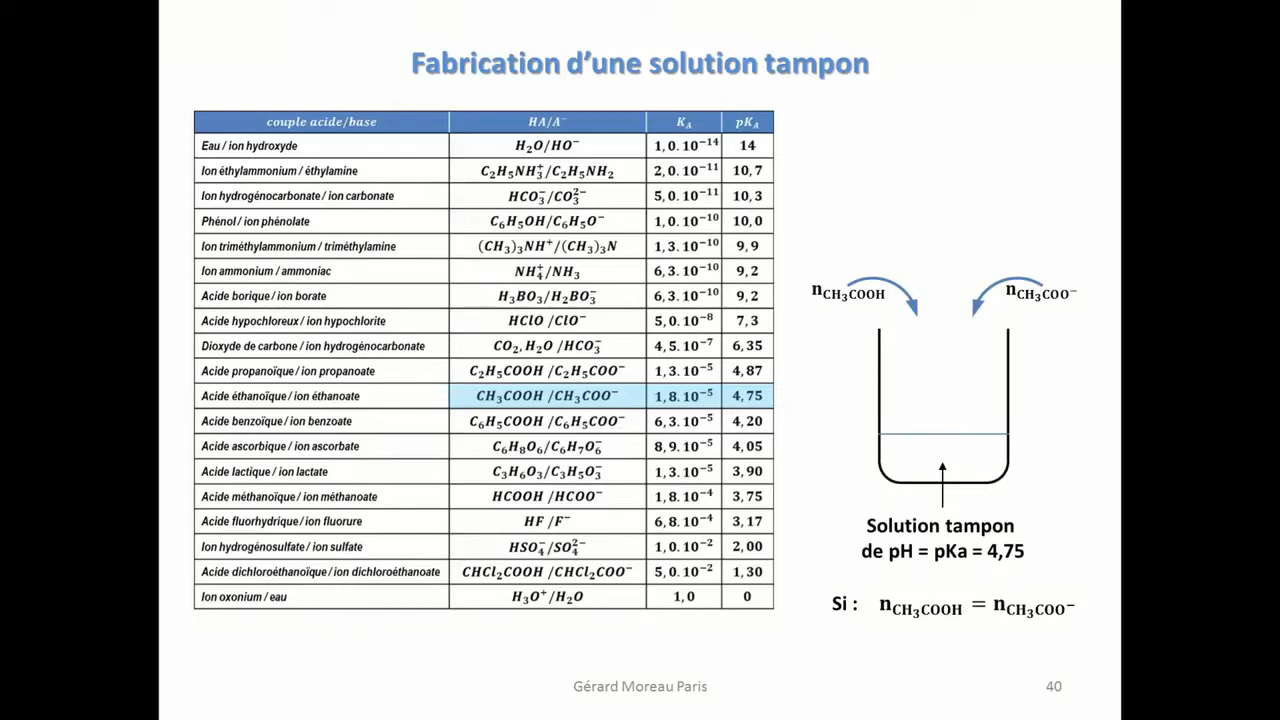 Fabrication d'une solution tampon
couple acide/base HA/A⁻ K_A pK_A
Eau / ion hydroxyde H₂O/HO⁻ 1,0.10⁻¹⁴ 14
Ion éthylammonium / éthylamine C₂H₅NH₃⁺/C₂H₅NH₂ 2,0.10⁻¹¹ 10,7
Ion hydrogénocarbonate / ion carbonate HCO₃⁻/CO₃²⁻ 5,0.10⁻¹¹ 10,3
Phénol / ion phénolate C₆H₅OH/C₆H₅O⁻ 1,0.10⁻¹⁰ 10,0
Ion triméthylammonium / triméthylamine (CH₃)₃NH⁺/(CH₃)₃N 1,3.10⁻¹⁰ 9,9
Ion ammonium / ammoniac NH₄⁺/NH₃ 6,3.10⁻¹⁰ 9,2
Acide borique / ion borate H₃BO₃/H₂BO₃⁻ 6,3.10⁻¹⁰ 9,2
Acide hypochloreux / ion hypochlorite HClO /ClO⁻ 5,0.10⁻⁸ 7,3
Dioxyde de carbone / ion hydrogénocarbonate CO₂,H₂O /HCO₃⁻ 4,5.10⁻⁷ 6,35
Acide propanoïque / ion propanoate C₂H₅COOH /C₂H₅COO⁻ 1,3.10⁻⁵ 4,87
Acide éthanoïque / ion éthanoate CH₃COOH /CH₃COO⁻ 1,8.10⁻⁵ 4,75
Acide benzoïque / ion benzoate C₆H₅COOH /C₆H₅COO⁻ 6,3.10⁻⁵ 4,20
Acide ascorbique / ion ascorbate C₆H₈O₆/C₆H₇O₆⁻ 8,9.10⁻⁵ 4,05
Acide lactique / ion lactate C₃H₆O₃/C₃H₅O₃⁻ 1,3.10⁻⁵ 3,90
Acide méthanoïque / ion méthanoate HCOOH /HCOO⁻ 1,8.10⁻⁴ 3,75
Acide fluorhydrique / ion fluorure HF /F⁻ 6,8.10⁻⁴ 3,17
Ion hydrogénosulfate / ion sulfate HSO₄⁻/SO₄²⁻ 1,0.10⁻² 2,00
Acide dichloroéthanoïque / ion dichloroéthanoate CHCl₂COOH /CHCl₂COO⁻ 5,0.10⁻² 1,30
Ion oxonium / eau H₃O⁺/H₂O 1,0 0
n_CH₃COOH n_CH₃COO⁻
Solution tampon
de pH = pKa = 4,75
Si : n_CH₃COOH = n_CH₃COO⁻
Gérard Moreau Paris 40